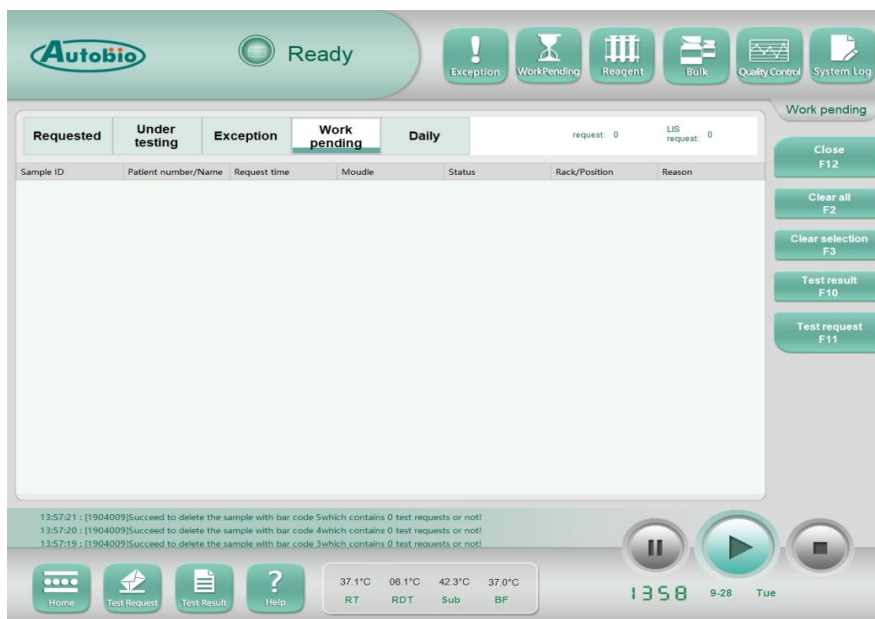 Autobio
Ready
Exception
WorkPending
Reagent
Bulk
Quality Control
System Log
Work pending
Requested
Under
testing
Exception
Work
pending
Daily
request: 0
LIS
request: 0
Sample ID Patient number/Name Request time Moudle Status Rack/Position Reason
Close
F12
Clear all
F2
Clear selection
F3
Test result
F10
Test request
F11
13:57:21 : [1904009]Succeed to delete the sample with bar code 5which contains 0 test requests or not!
13:57:20 : [1904009]Succeed to delete the sample with bar code 4which contains 0 test requests or not!
13:57:19 : [1904009]Succeed to delete the sample with bar code 3which contains 0 test requests or not!
Home
Test Request
Test Result
? Help
37.1°C 06.1°C 42.3°C 37.0°C
RT RDT Sub BF
1358 9-28 Tue